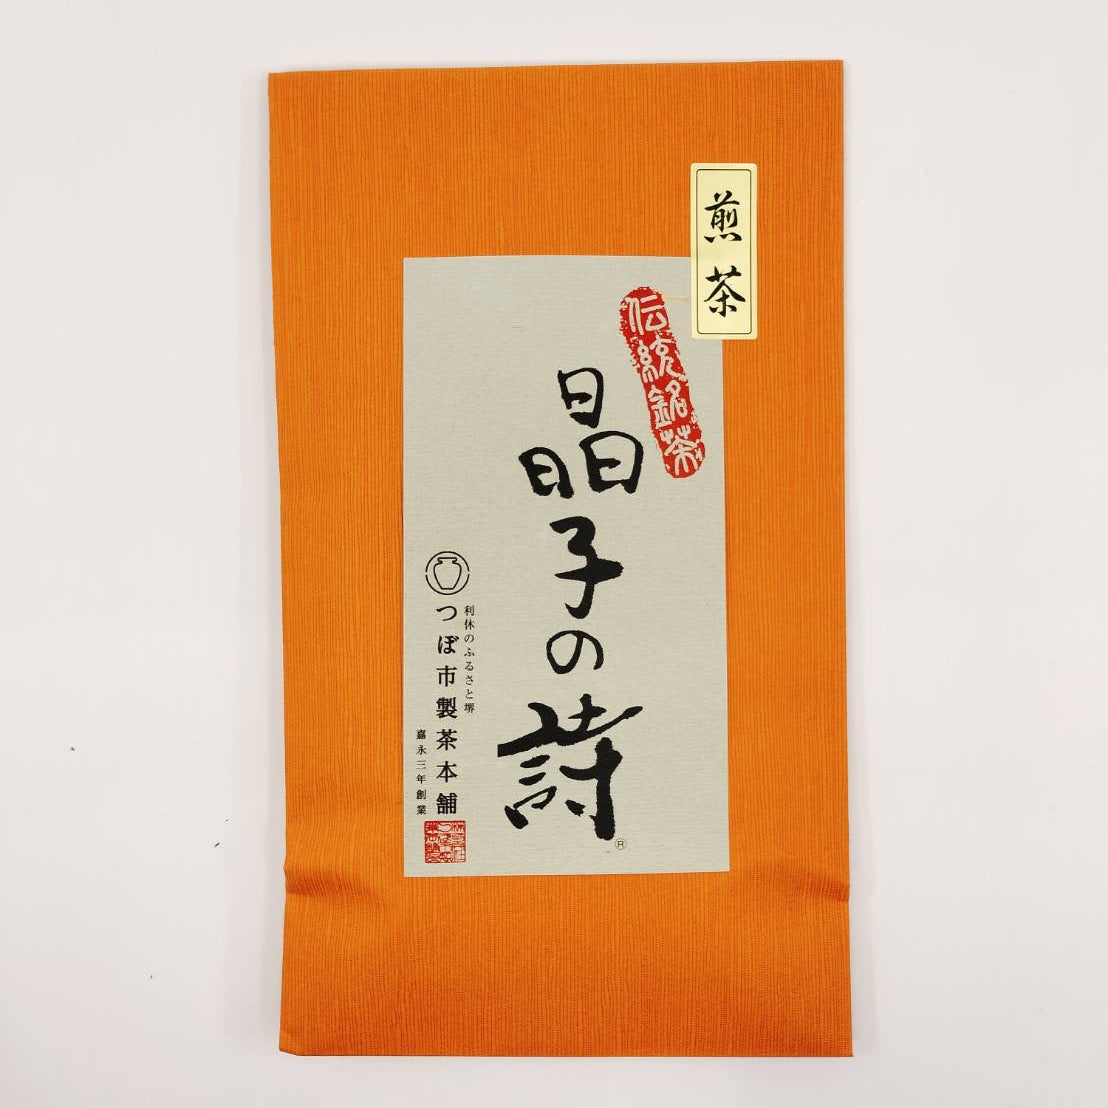 煎茶
伝統銘茶
晶子の詩
®
利休のふるさと堺
つぼ市製茶本舗
嘉永三年創業